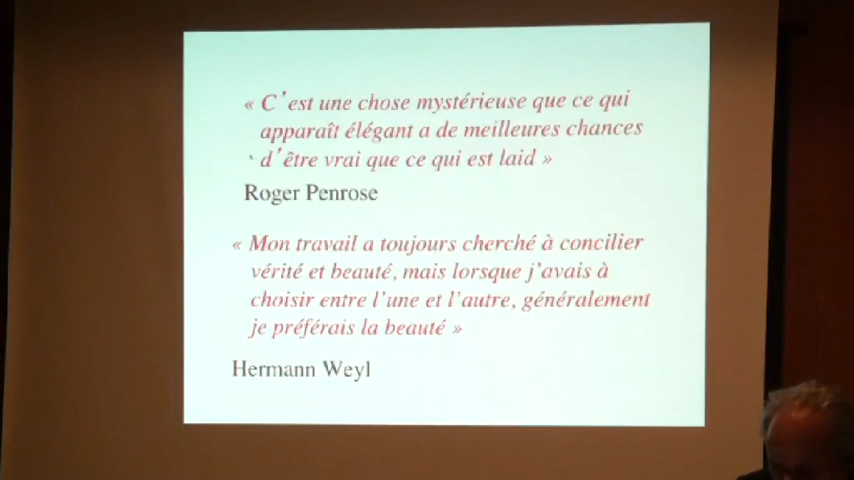 « C'est une chose mystérieuse que ce qui
apparaît élégant a de meilleures chances
d'être vrai que ce qui est laid »
Roger Penrose
« Mon travail a toujours cherché à concilier
vérité et beauté, mais lorsque j'avais à
choisir entre l'une et l'autre, généralement
je préférais la beauté »
Hermann Weyl